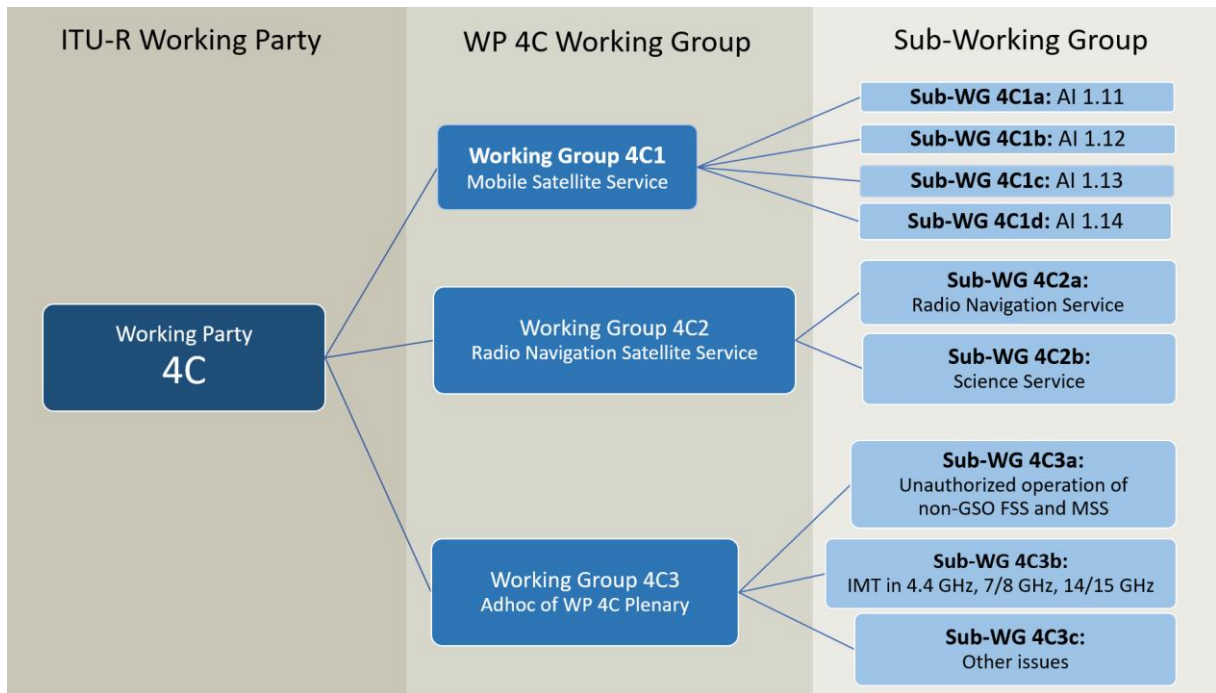 ITU-R Working Party
WP 4C Working Group
Sub-Working Group
Working Party
4C
Working Group 4C1
Mobile Satellite Service
Sub-WG 4C1a: AI 1.11
Sub-WG 4C1b: AI 1.12
Sub-WG 4C1c: AI 1.13
Sub-WG 4C1d: AI 1.14
Working Group 4C2
Radio Navigation Satellite Service
Sub-WG 4C2a:
Radio Navigation Service
Sub-WG 4C2b:
Science Service
Working Group 4C3
Adhoc of WP 4C Plenary
Sub-WG 4C3a:
Unauthorized operation of
non-GSO FSS and MSS
Sub-WG 4C3b:
IMT in 4.4 GHz, 7/8 GHz, 14/15 GHz
Sub-WG 4C3c:
Other issues